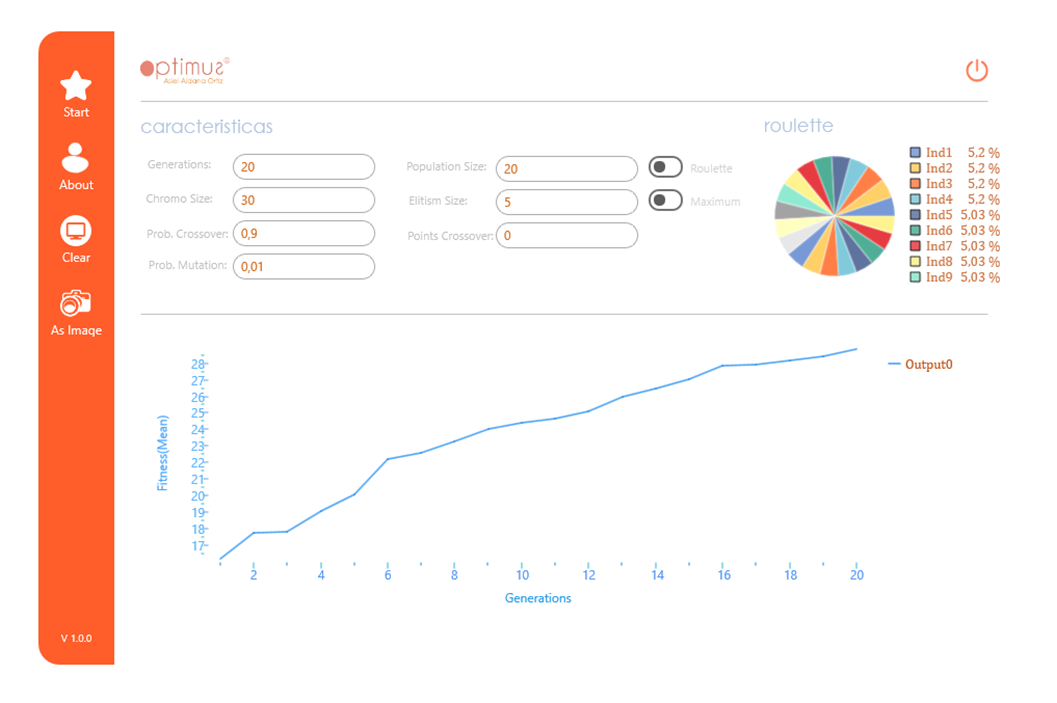 Start
About
Clear
As Image
V 1.0.0
Optimus®
Abel Algarra Ortiz
caracteristicas
Generations: 20
Chromo Size: 30
Prob. Crossover: 0,9
Prob. Mutation: 0,01
Population Size: 20
Elitism Size: 5
Points Crossover: 0
Roulette
Maximum
roulette
Ind1 5,2 %
Ind2 5,2 %
Ind3 5,2 %
Ind4 5,2 %
Ind5 5,03 %
Ind6 5,03 %
Ind7 5,03 %
Ind8 5,03 %
Ind9 5,03 %
Fitness(Mean)
28
27
26
25
24
23
22
21
20
19
18
17
2 4 6 8 10 12 14 16 18 20
Generations
Output0